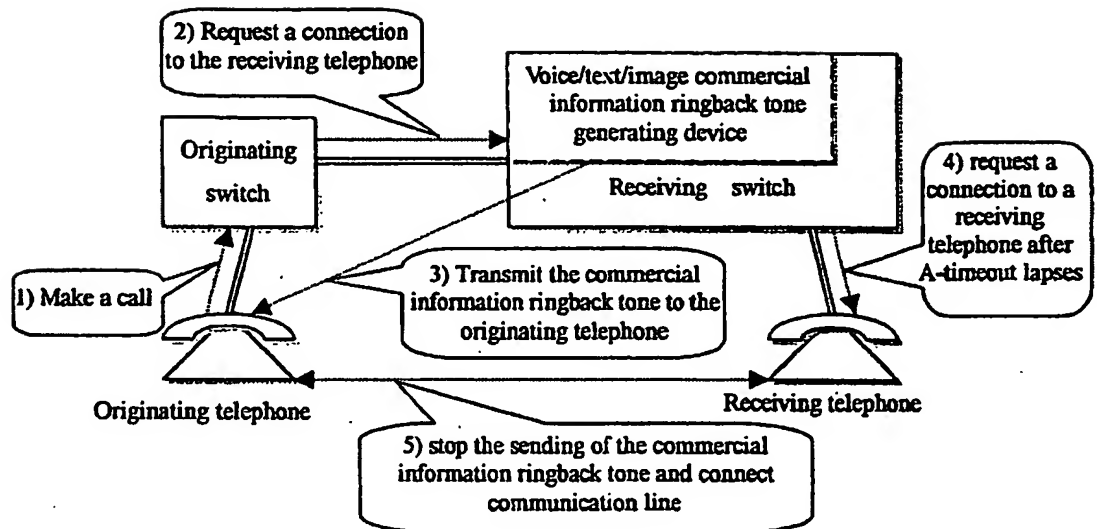 2) Request a connection
to the receiving telephone
Voice/text/image commercial
information ringback tone
generating device
Originating
switch
Receiving switch
4) request a
connection to a
receiving
telephone after
A-timeout lapses
1) Make a call
3) Transmit the commercial
information ringback tone to the
originating telephone
Originating telephone
Receiving telephone
5) stop the sending of the commercial
information ringback tone and connect
communication line